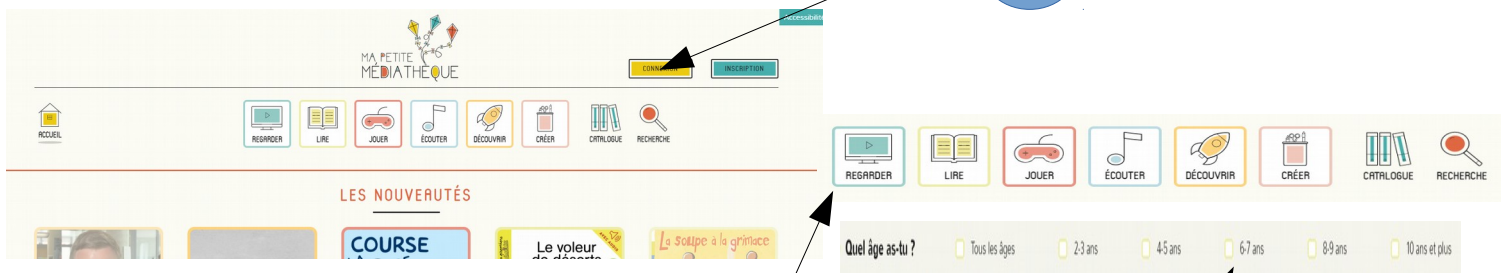 Accessibilité
MA PETITE
MÉDIATHÈQUE
INSCRIPTION
ACCUEIL
REGARDER LIRE JOUER ÉCOUTER DÉCOUVRIR CRÉER CATALOGUE RECHERCHE
LES NOUVEAUTÉS
COURSE
Le voleur
de déserts
La soupe à la grimace
REGARDER LIRE JOUER ÉCOUTER DÉCOUVRIR CRÉER CATALOGUE RECHERCHE
Quel âge as-tu ? Tous les âges 2-3 ans 4-5 ans 6-7 ans 8-9 ans 10 ans et plus